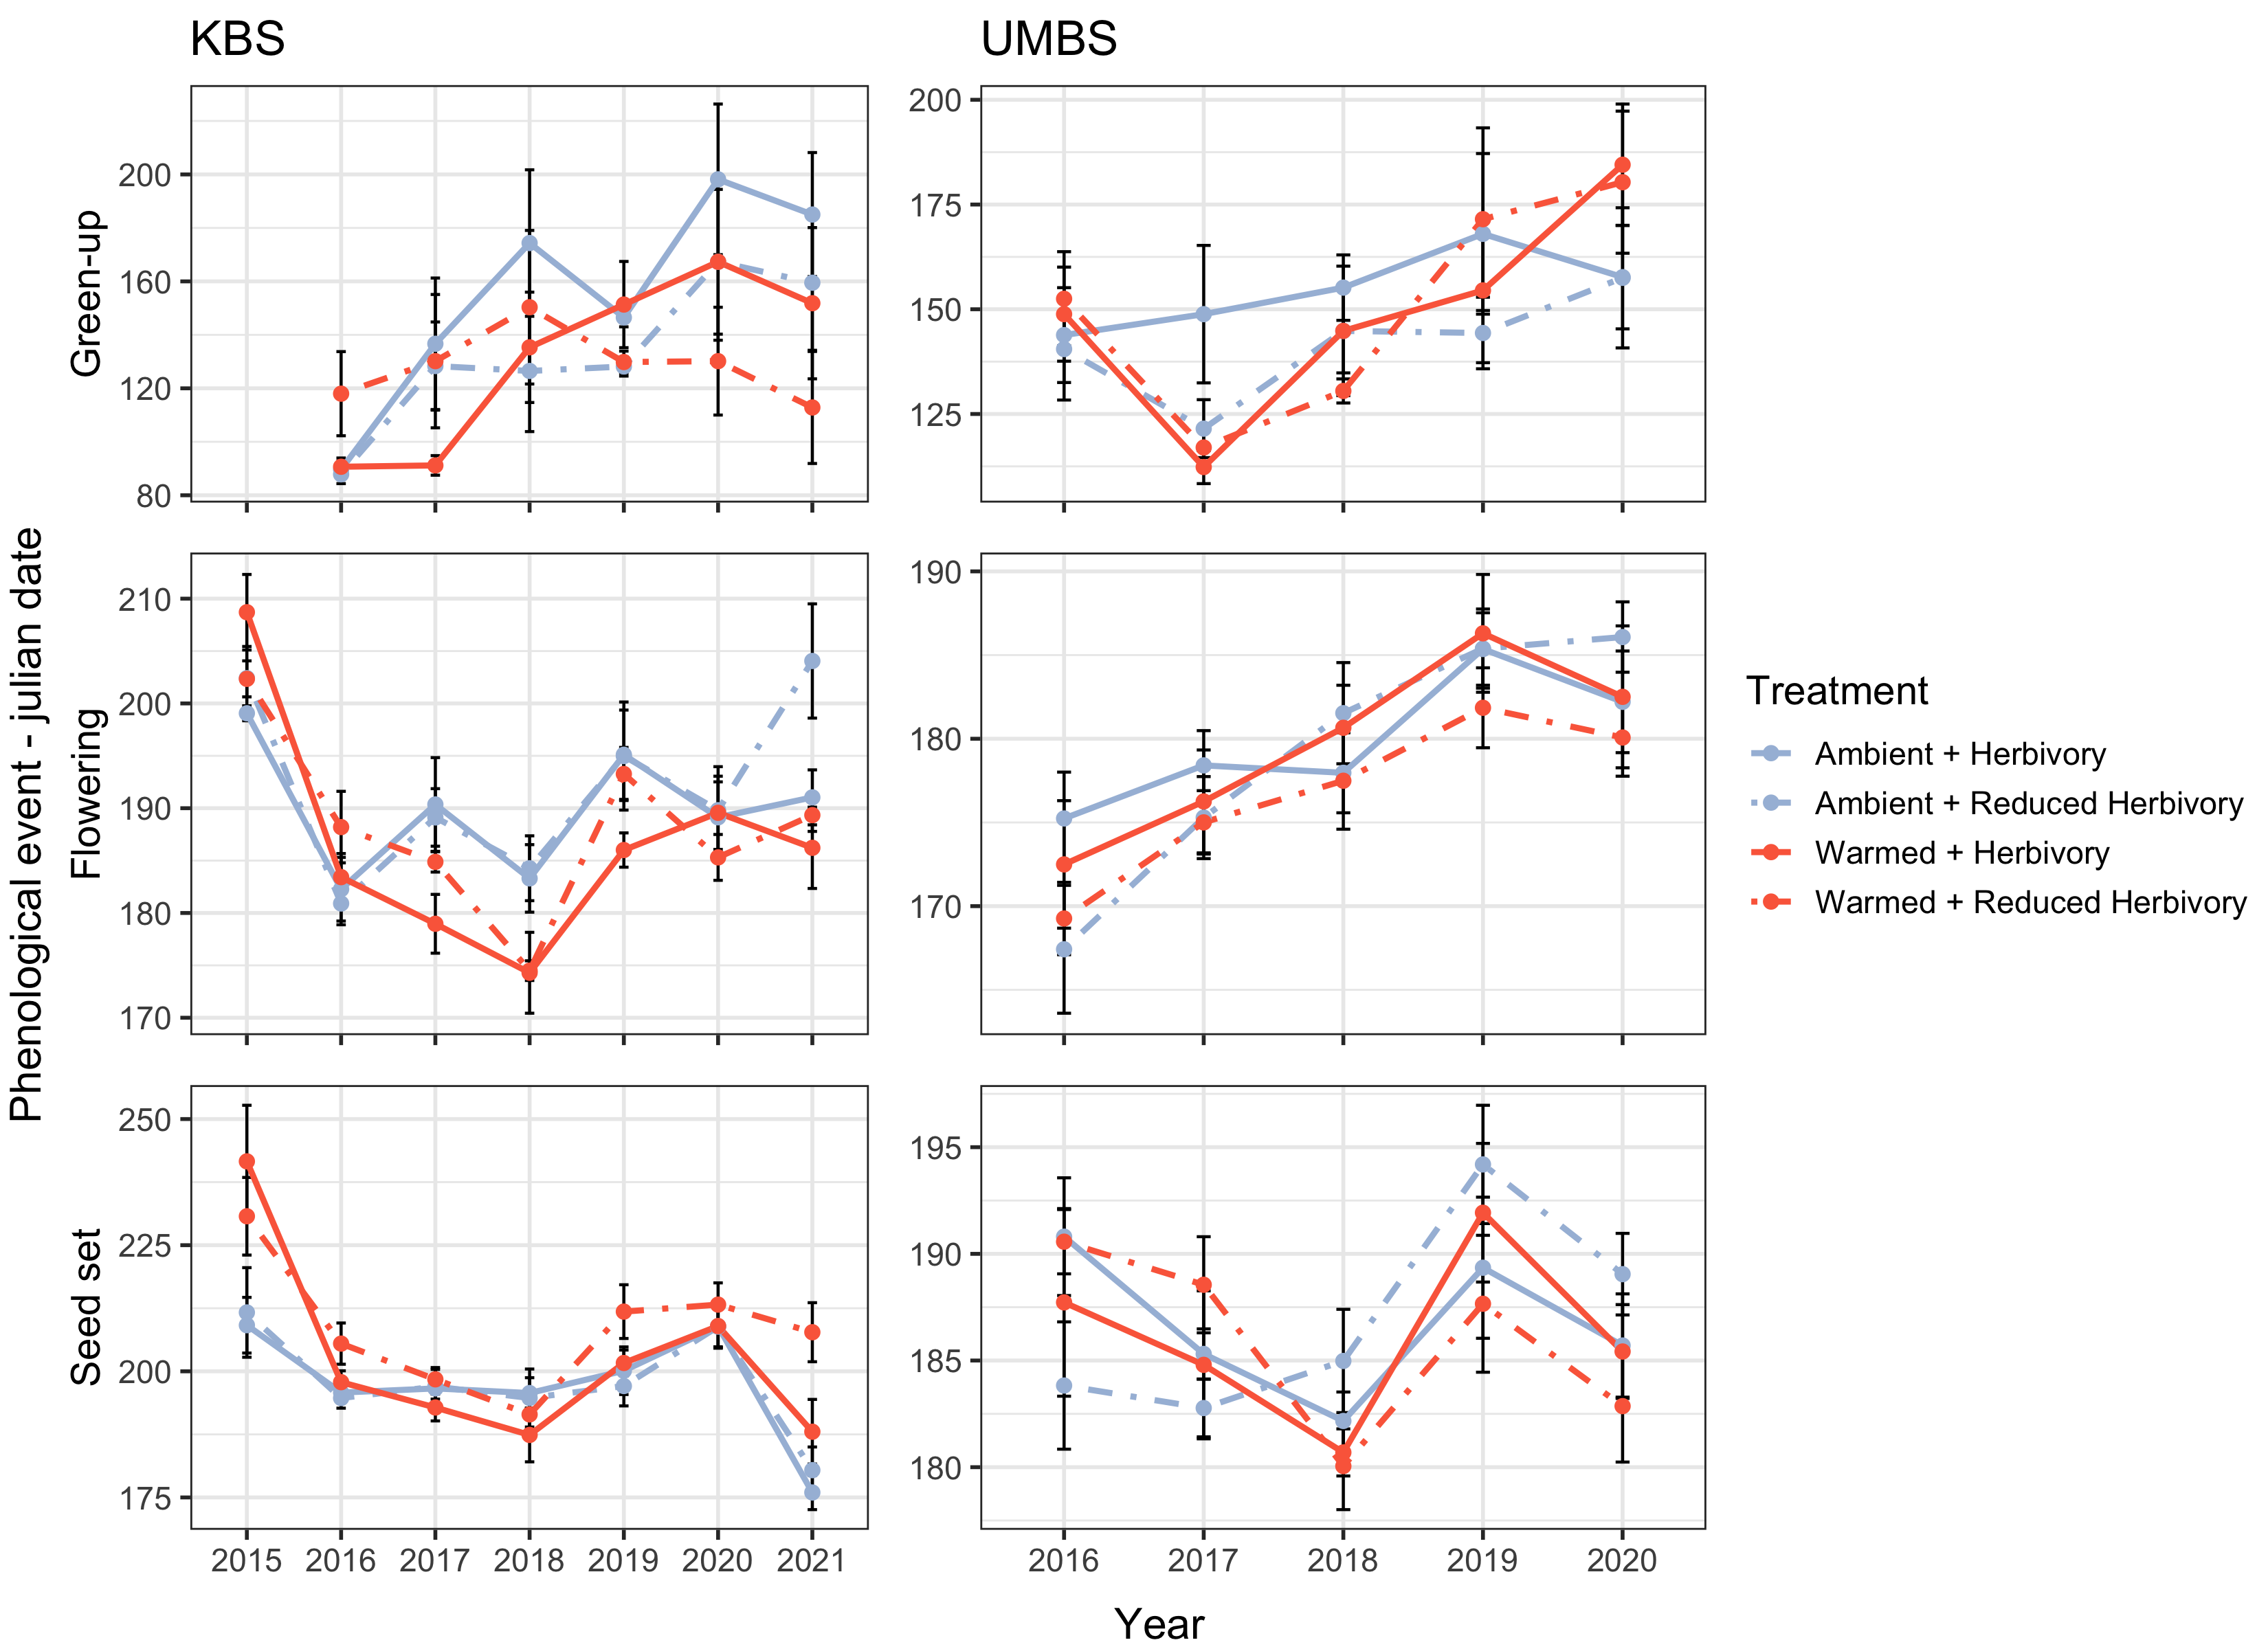 KBS
UMBS
Phenological event - julian date
Green-up
200
160
120
80
200
175
150
125
Flowering
210
200
190
180
170
190
180
170
Seed set
250
225
200
175
195
190
185
180
2015 2016 2017 2018 2019 2020 2021
2016 2017 2018 2019 2020
Year
Treatment
Ambient + Herbivory
Ambient + Reduced Herbivory
Warmed + Herbivory
Warmed + Reduced Herbivory